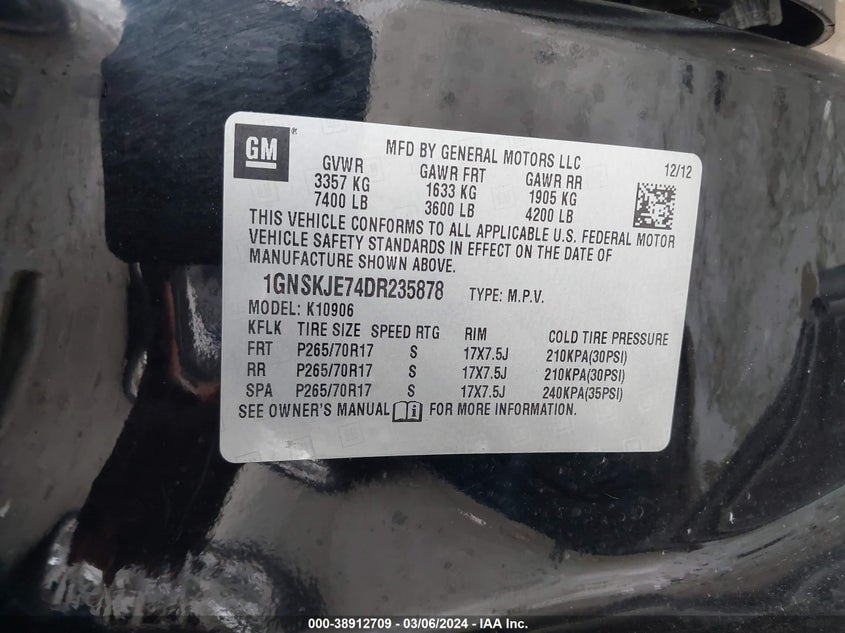 GM®
MFD BY GENERAL MOTORS LLC
12/12
GVWR GAWR FRT GAWR RR
3357 KG 1633 KG 1905 KG
7400 LB 3600 LB 4200 LB
THIS VEHICLE CONFORMS TO ALL APPLICABLE U.S. FEDERAL MOTOR
VEHICLE SAFETY STANDARDS IN EFFECT ON THE DATE OF
MANUFACTURE SHOWN ABOVE.
1GNSKJE74DR235878 TYPE: M.P.V.
MODEL: K10906
KFLK TIRE SIZE SPEED RTG RIM COLD TIRE PRESSURE
FRT P265/70R17 S 17X7.5J 210KPA(30PSI)
RR P265/70R17 S 17X7.5J 210KPA(30PSI)
SPA P265/70R17 S 17X7.5J 240KPA(35PSI)
SEE OWNER'S MANUAL FOR MORE INFORMATION.
000-38912709 - 03/06/2024 - IAA Inc.